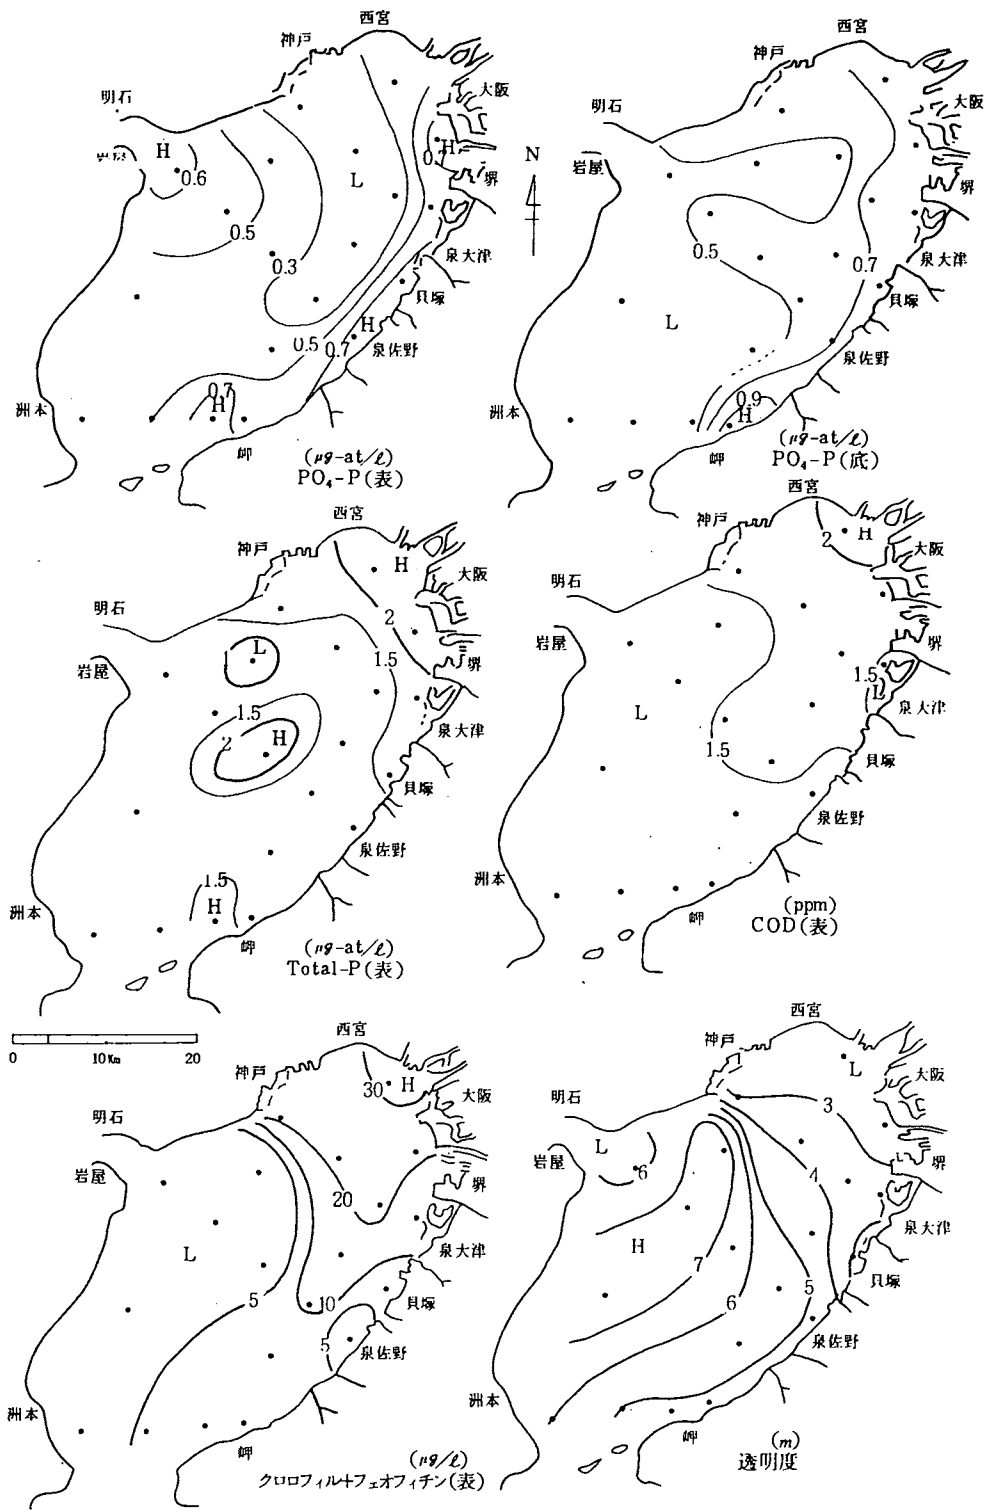 西宮
神戸
大阪
明石
H
0.6
L
H
堺
0.5
0.3
泉大津
貝塚
H
0.5
0.7
泉佐野
0.7
H
洲本
岬
(μg-at/ℓ)
PO₄-P(表)
N
西宮
神戸
大阪
明石
岩屋
堺
0.5
0.7
泉大津
貝塚
L
泉佐野
0.9
H
洲本
岬
(μg-at/ℓ)
PO₄-P(底)
西宮
神戸
H
大阪
明石
2
L
1.5
堺
岩屋
1.5
泉大津
2
H
貝塚
泉佐野
1.5
H
洲本
岬
(μg-at/ℓ)
Total-P(表)
西宮
神戸
2
H
大阪
明石
岩屋
堺
1.5
L
L
泉大津
1.5
貝塚
泉佐野
洲本
岬
(ppm)
COD(表)
0 10Km 20
西宮
神戸
30
H
大阪
明石
岩屋
堺
20
L
泉大津
5
10
貝塚
5
泉佐野
洲本
岬
(μg/ℓ)
クロロフィル+フェオフィチン(表)
西宮
神戸
L
大阪
明石
3
L
岩屋
6
4
堺
H
泉大津
7
貝塚
6
5
泉佐野
洲本
岬
(m)
透明度